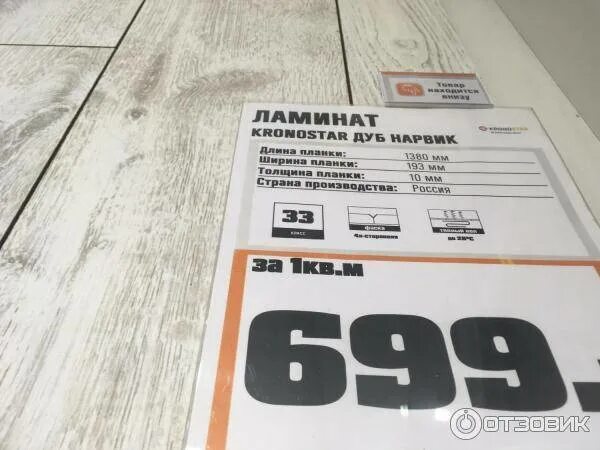 Товар
находится
внизу
ЛАМИНАТ
KRONOSTAR ДУБ НАРВИК
KRONOSTAR
Длина планки: 1380 мм
Ширина планки: 193 мм
Толщина планки: 10 мм
Страна производства: Россия
33
класс
фаска
4х-сторонняя
теплый пол
до 28°С
за 1кв.м
699.
ОТЗОВИК